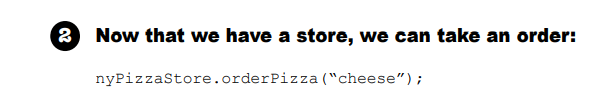 2 Now that we have a store, we can take an order:
nyPizzaStore.orderPizza(“cheese”);